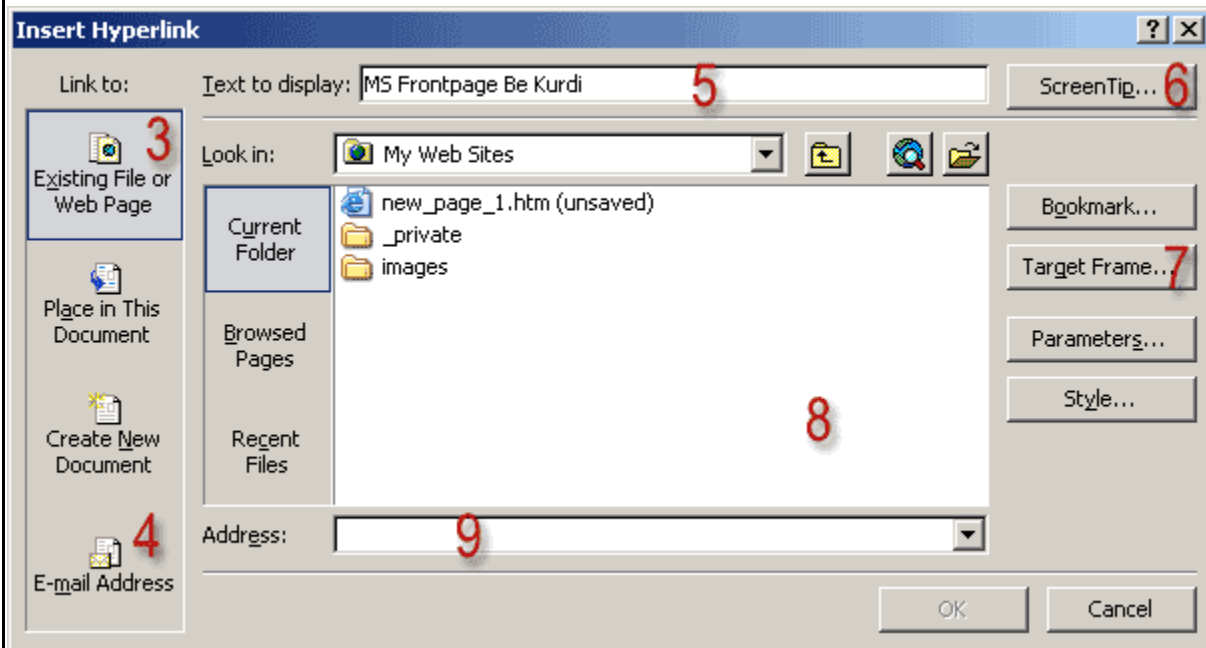 Insert Hyperlink
Link to:
Text to display: MS Frontpage Be Kurdi 5
ScreenTip... 6
3
Existing File or
Web Page
Look in: My Web Sites
Current
Folder
new_page_1.htm (unsaved)
_private
images
Bookmark...
Target Frame... 7
Place in This
Document
Browsed
Pages
Parameters...
Style...
8
Create New
Document
Recent
Files
4
E-mail Address
Address: 9
OK
Cancel